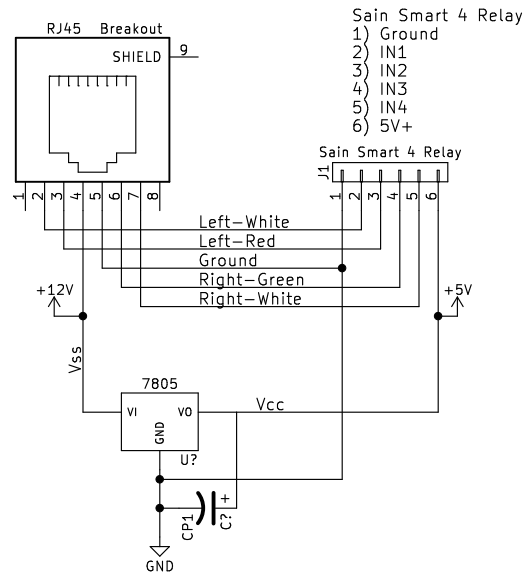 Sain Smart 4 Relay
1) Ground
2) IN1
3) IN2
4) IN3
5) IN4
6) 5V+
RJ45 Breakout
SHIELD 9
1 2 3 4 5 6 7 8
Sain Smart 4 Relay
J1
1 2 3 4 5 6
Left-White
Left-Red
Ground
Right-Green
Right-White
+12V
+5V
Vss
7805
VI VO
GND
U?
Vcc
CP1
C?
+
GND